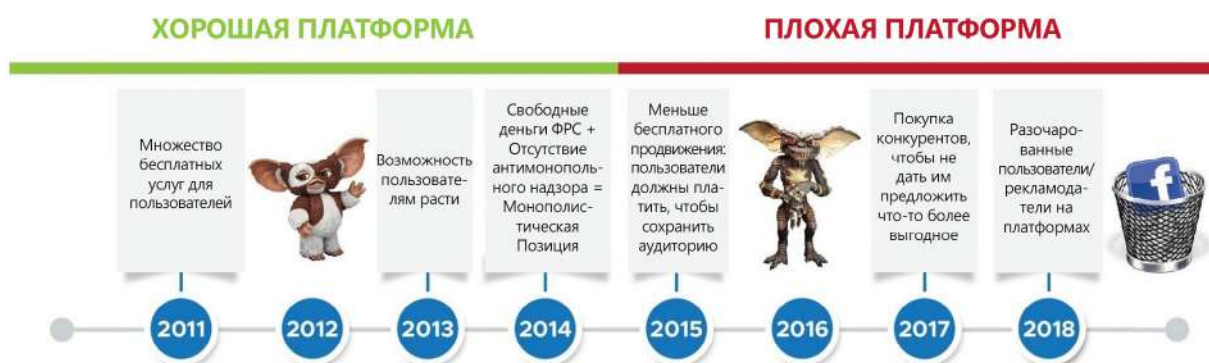 ХОРОШАЯ ПЛАТФОРМА
ПЛОХАЯ ПЛАТФОРМА
Множество
бесплатных
услуг для
пользователей
Возможность
пользовате-
лям расти
Свободные
деньги ФРС +
Отсутствие
антимонополь-
ного надзора =
Монополис-
тическая
Позиция
Меньше
бесплатного
продвижения:
пользователи
должны пла-
тить, чтобы
сохранить
аудиторию
Покупка
конкурентов,
чтобы не
дать им
предложить
что-то более
выгодное
Разочаро-
ванные
пользователи/
рекламода-
тели на
платформах
f
2011
2012
2013
2014
2015
2016
2017
2018